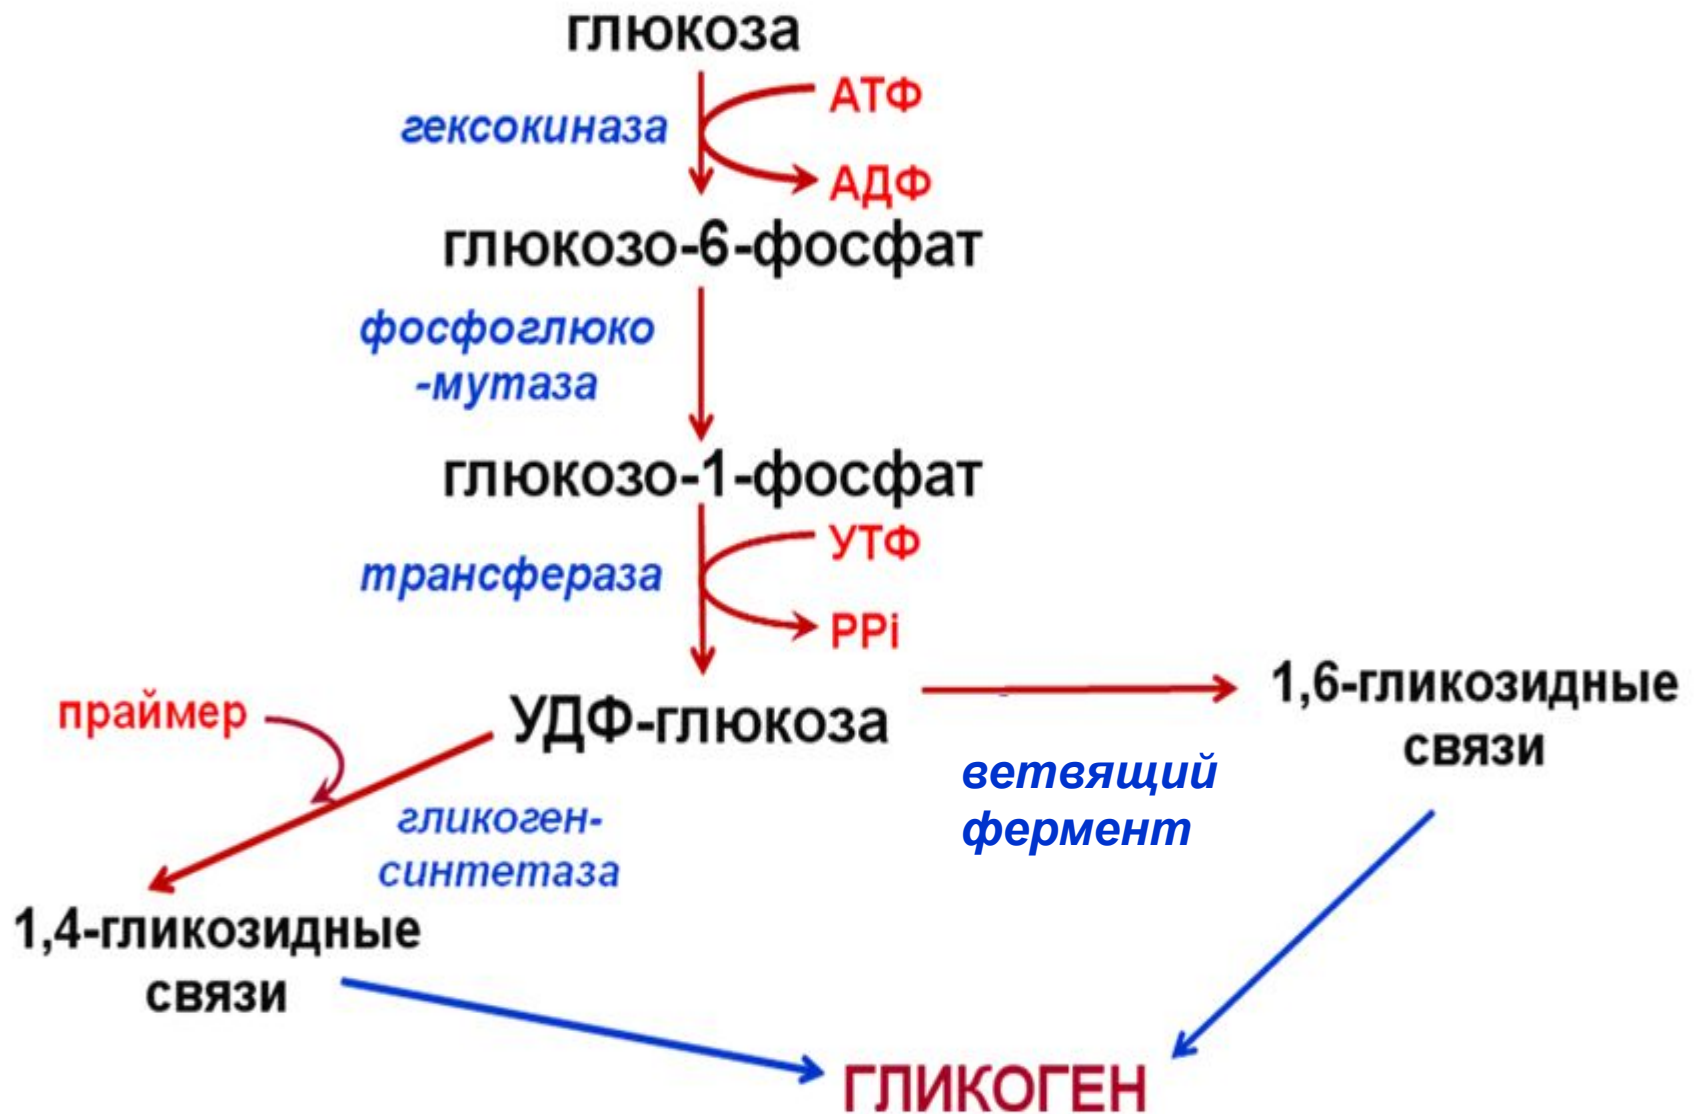 глюкоза
АТФ
гексокиназа
АДФ
глюкозо-6-фосфат
фосфоглюко
-мутаза
глюкозо-1-фосфат
УТФ
трансфераза
PPi
праймер
УДФ-глюкоза
1,6-гликозидные
связи
ветвящий
фермент
гликоген-
синтетаза
1,4-гликозидные
связи
ГЛИКОГЕН